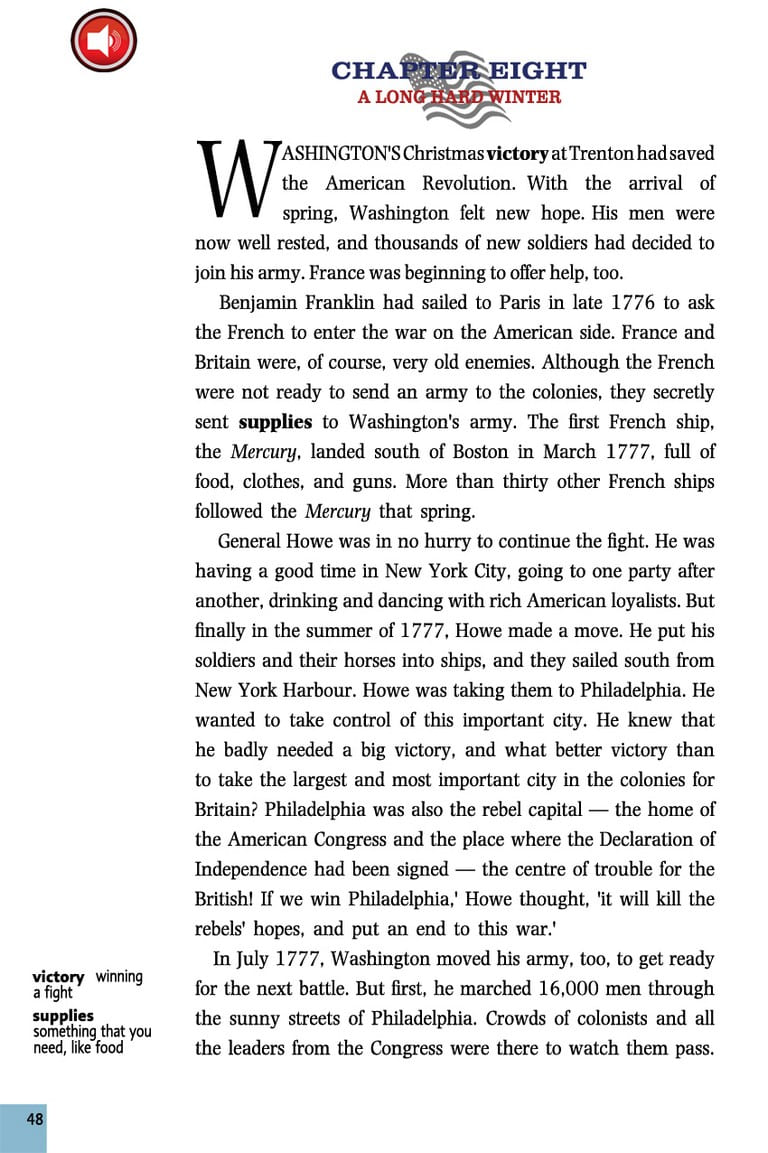 CHAPTER EIGHT
A LONG HARD WINTER
WASHINGTON'S Christmas victory at Trenton had saved
the American Revolution. With the arrival of
spring, Washington felt new hope. His men were
now well rested, and thousands of new soldiers had decided to
join his army. France was beginning to offer help, too.
Benjamin Franklin had sailed to Paris in late 1776 to ask
the French to enter the war on the American side. France and
Britain were, of course, very old enemies. Although the French
were not ready to send an army to the colonies, they secretly
sent supplies to Washington's army. The first French ship,
the Mercury, landed south of Boston in March 1777, full of
food, clothes, and guns. More than thirty other French ships
followed the Mercury that spring.
General Howe was in no hurry to continue the fight. He was
having a good time in New York City, going to one party after
another, drinking and dancing with rich American loyalists. But
finally in the summer of 1777, Howe made a move. He put his
soldiers and their horses into ships, and they sailed south from
New York Harbour. Howe was taking them to Philadelphia. He
wanted to take control of this important city. He knew that
he badly needed a big victory, and what better victory than
to take the largest and most important city in the colonies for
Britain? Philadelphia was also the rebel capital — the home of
the American Congress and the place where the Declaration of
Independence had been signed — the centre of trouble for the
British! If we win Philadelphia,' Howe thought, 'it will kill the
rebels' hopes, and put an end to this war.'
In July 1777, Washington moved his army, too, to get ready
for the next battle. But first, he marched 16,000 men through
the sunny streets of Philadelphia. Crowds of colonists and all
the leaders from the Congress were there to watch them pass.
victory winning
a fight
supplies
something that you
need, like food
48